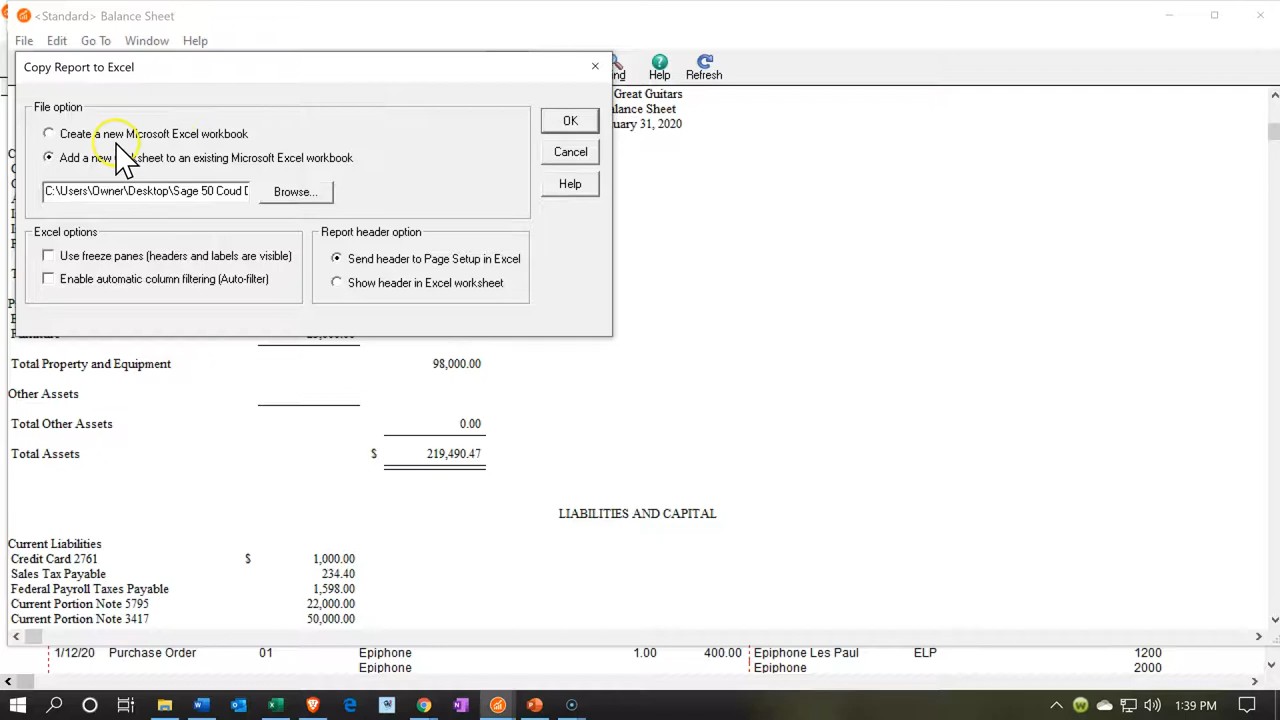 <Standard> Balance Sheet
File Edit Go To Window Help
Copy Report to Excel
Help Refresh
File option
Create a new Microsoft Excel workbook
Add a new to an existing Microsoft Excel workbook
C:\Users\Owner\Desktop\Sage 50 Coud D
Browse...
OK
Cancel
Help
Excel options
Use freeze panes (headers and labels are visible)
Enable automatic column filtering (Auto-filter)
Report header option
Send header to Page Setup in Excel
Show header in Excel worksheet
Great Guitars
Sheet
31, 2020
Total Property and Equipment 98,000.00
Other Assets
Total Other Assets 0.00
Total Assets $ 219,490.47
LIABILITIES AND CAPITAL
Current Liabilities
Credit Card 2761 $ 1,000.00
Sales Tax Payable 234.40
Federal Payroll Taxes Payable 1,598.00
Current Portion Note 5795 22,000.00
Current Portion Note 3417 50,000.00
1/12/20 Purchase Order 01 Epiphone 1.00 400.00 Epiphone Les Paul ELP 1200
Epiphone Epiphone 2000
1:39 PM